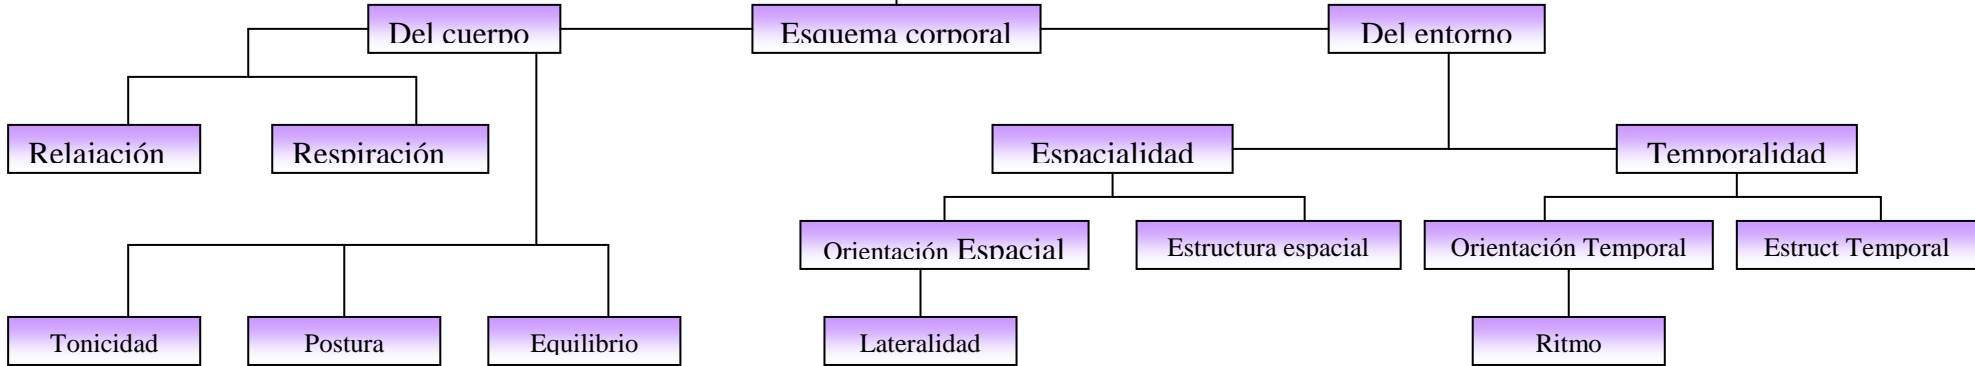 Del cuerpo
Esquema corporal
Del entorno
Relajación
Respiración
Espacialidad
Temporalidad
Orientación Espacial
Estructura espacial
Orientación Temporal
Estruct Temporal
Tonicidad
Postura
Equilibrio
Lateralidad
Ritmo